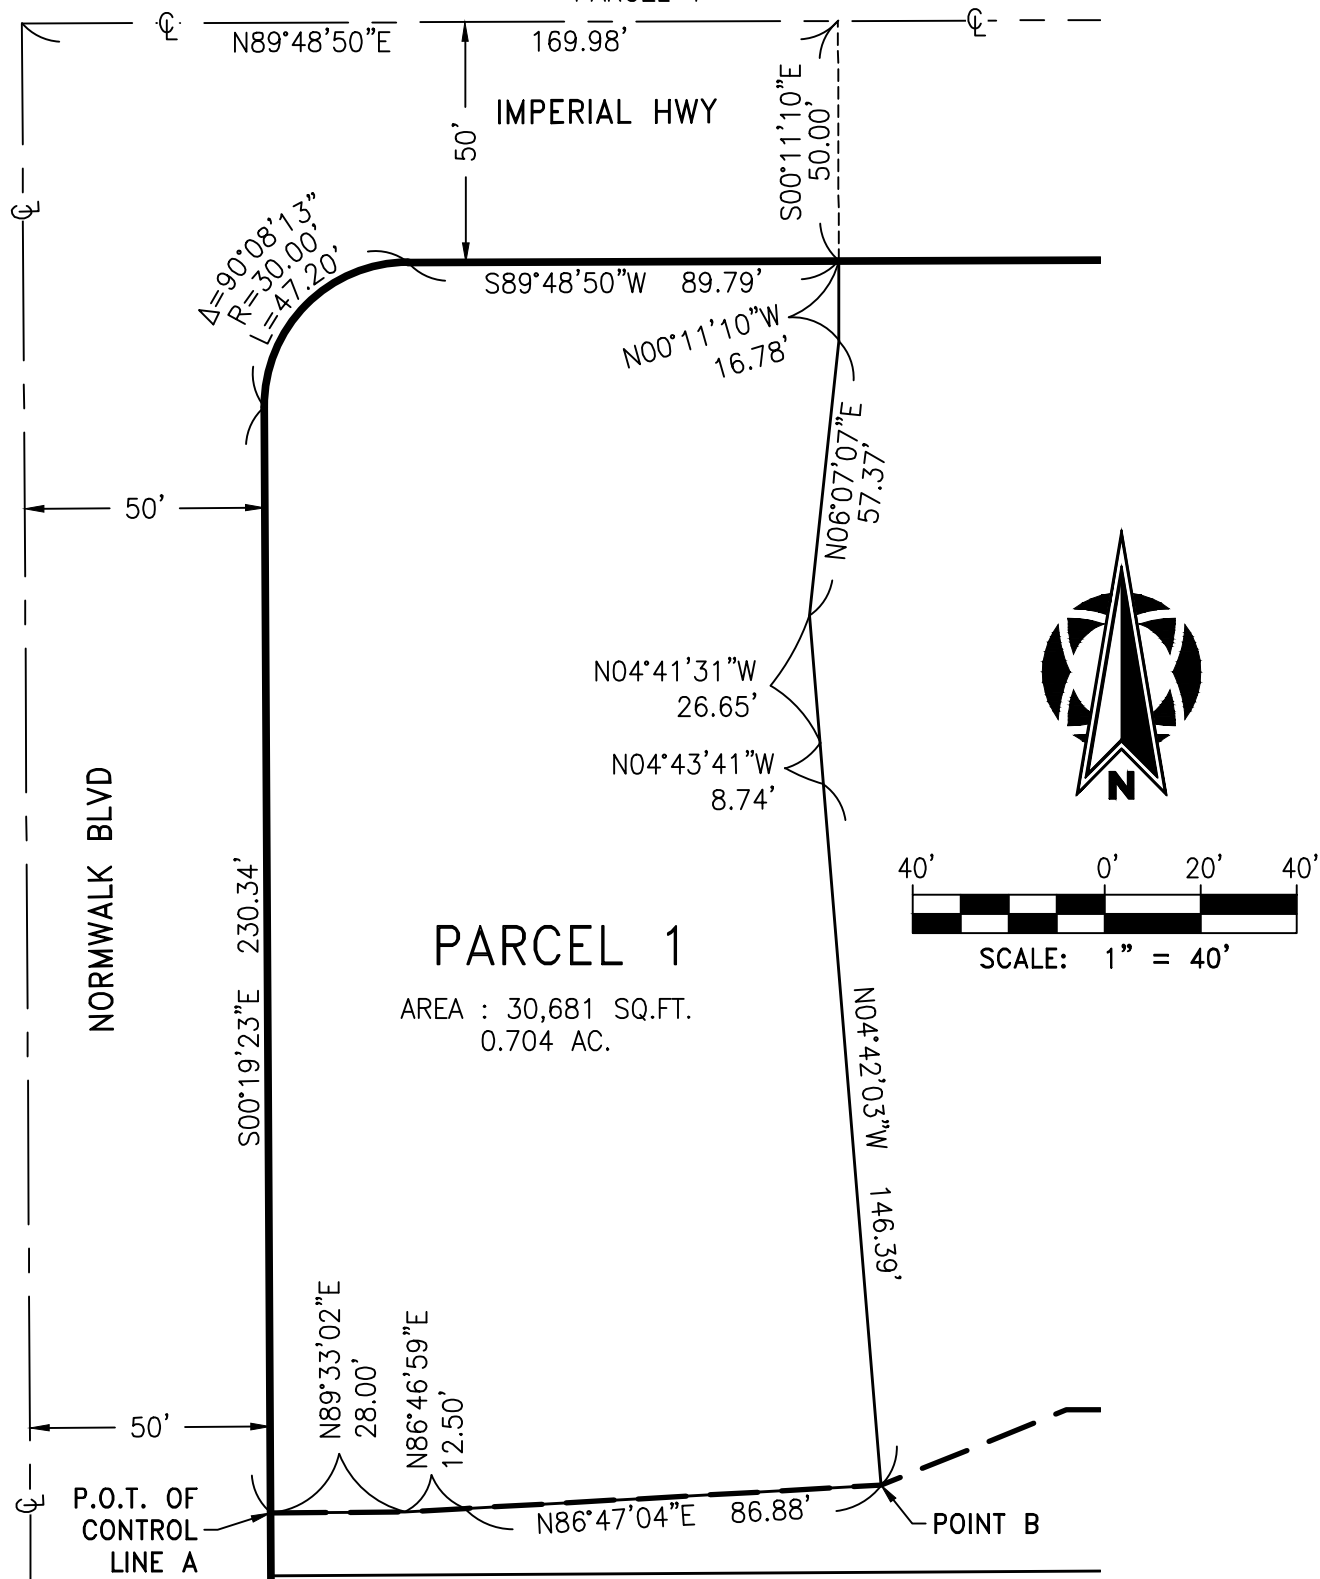 ℄
℄
N89°48'50"E 169.98'
IMPERIAL HWY
50'
S00°11'10"E
50.00'
℄
Δ=90°08'13"
R=30.00'
L=47.20'
S89°48'50"W 89.79'
N00°11'10"W
16.78'
N06°07'07"E
57.37'
50'
N04°41'31"W
26.65'
N04°43'41"W
8.74'
N
NORMWALK BLVD
S00°19'23"E 230.34'
PARCEL 1
AREA : 30,681 SQ.FT.
0.704 AC.
40' 0' 20' 40'
SCALE: 1" = 40'
N04°42'03"W 146.39'
N89°33'02"E
28.00'
N86°46'59"E
12.50'
50'
℄
P.O.T. OF
CONTROL
LINE A
N86°47'04"E 86.88'
POINT B